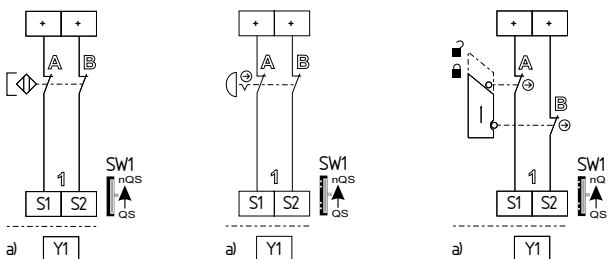 + +
A B
1
SW1
nQS
S1 S2
QS
a) Y1
+ +
A B
1
SW1
nQS
S1 S2
QS
a) Y1
+ +
A
B
1
SW1
nQ
S1 S2
QS
a) Y1